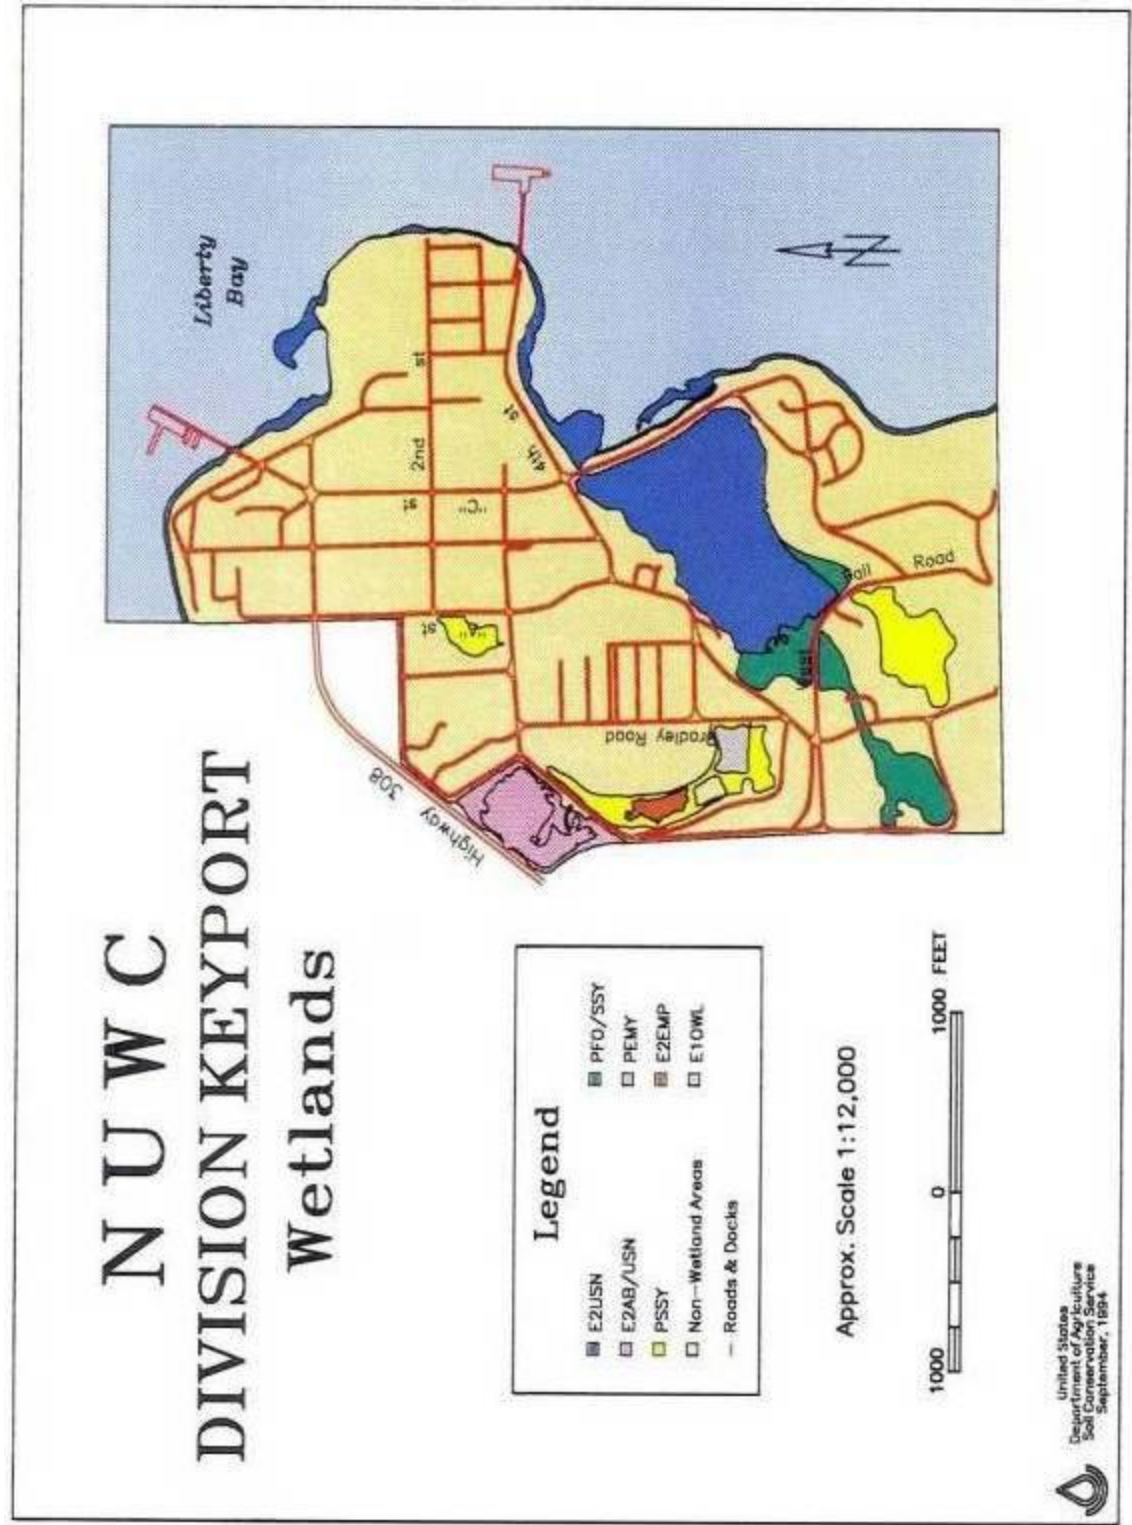 N U W C
DIVISION KEYPORT
Wetlands
Liberty
Bay
Highway 308
2nd st
4th st
"C" st
"A" st
Bradley Road
Road
N
Legend
E2USN
E2AB/USN
PSSY
Non-Wetland Areas
Roads & Docks
PFO/SSY
PEMY
E2EMP
E1OWL
Approx. Scale 1:12,000
1000 0 1000 FEET
United States
Department of Agriculture
Soil Conservation Service
September, 1994